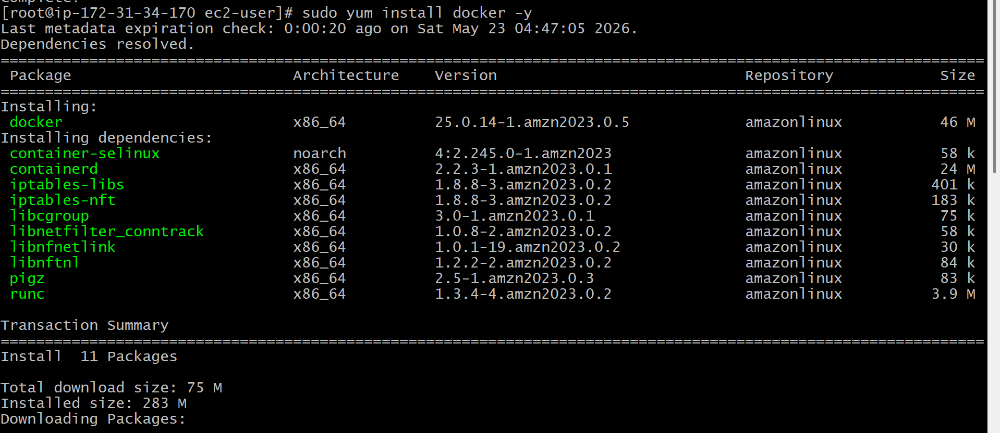 Complete!
[root@ip-172-31-34-170 ec2-user]# sudo yum install docker -y
Last metadata expiration check: 0:00:20 ago on Sat May 23 04:47:05 2026.
Dependencies resolved.
===============================================================================================================
 Package                         Architecture    Version                            Repository            Size
===============================================================================================================
Installing:
 docker                          x86_64          25.0.14-1.amzn2023.0.5             amazonlinux           46 M
Installing dependencies:
 container-selinux               noarch          4:2.245.0-1.amzn2023               amazonlinux           58 k
 containerd                      x86_64          2.2.3-1.amzn2023.0.1               amazonlinux           24 M
 iptables-libs                   x86_64          1.8.8-3.amzn2023.0.2               amazonlinux          401 k
 iptables-nft                    x86_64          1.8.8-3.amzn2023.0.2               amazonlinux          183 k
 libcgroup                       x86_64          3.0-1.amzn2023.0.1                 amazonlinux           75 k
 libnetfilter_conntrack          x86_64          1.0.8-2.amzn2023.0.2               amazonlinux           58 k
 libnfnetlink                    x86_64          1.0.1-19.amzn2023.0.2              amazonlinux           30 k
 libnftnl                        x86_64          1.2.2-2.amzn2023.0.2               amazonlinux           84 k
 pigz                            x86_64          2.5-1.amzn2023.0.3                 amazonlinux           83 k
 runc                            x86_64          1.3.4-4.amzn2023.0.2               amazonlinux          3.9 M

Transaction Summary
===============================================================================================================
Install  11 Packages

Total download size: 75 M
Installed size: 283 M
Downloading Packages: